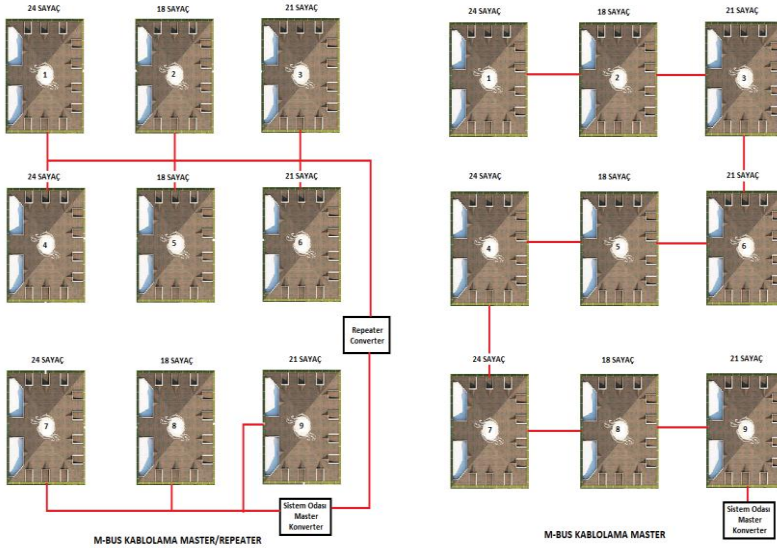 24 SAYAÇ
18 SAYAÇ
21 SAYAÇ
1
2
3
24 SAYAÇ
18 SAYAÇ
21 SAYAÇ
4
5
6
Repeater
Converter
24 SAYAÇ
18 SAYAÇ
21 SAYAÇ
7
8
9
Sistem Odası
Master
Konverter
M-BUS KABLOLAMA MASTER/REPEATER
24 SAYAÇ
18 SAYAÇ
21 SAYAÇ
1
2
3
24 SAYAÇ
18 SAYAÇ
21 SAYAÇ
4
5
6
24 SAYAÇ
18 SAYAÇ
21 SAYAÇ
7
8
9
Sistem Odası
Master
Konverter
M-BUS KABLOLAMA MASTER